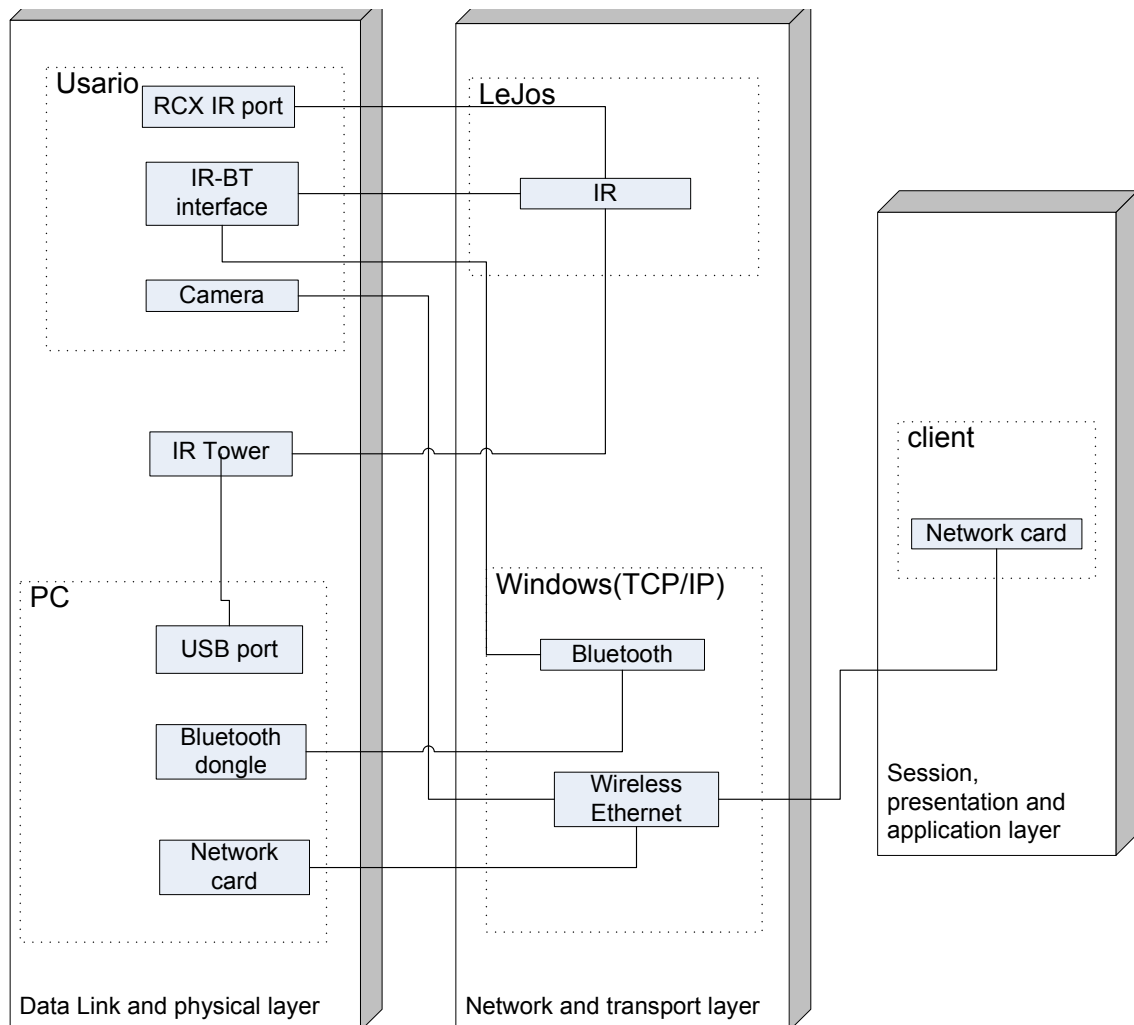 Usario
RCX IR port
IR-BT
interface
Camera
IR Tower
PC
USB port
Bluetooth
dongle
Network
card
Data Link and physical layer
LeJos
IR
Windows(TCP/IP)
Bluetooth
Wireless
Ethernet
Network and transport layer
client
Network card
Session,
presentation and
application layer